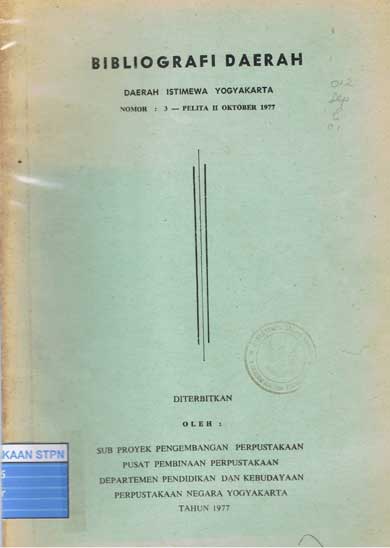 BIBLIOGRAFI DAERAH
DAERAH ISTIMEWA YOGYAKARTA
NOMOR : 3 — PELITA II OKTOBER 1977
012
DITERBITKAN
OLEH :
SUB PROYEK PENGEMBANGAN PERPUSTAKAAN
PUSAT PEMBINAAN PERPUSTAKAAN
DEPARTEMEN PENDIDIKAN DAN KEBUDAYAAN
PERPUSTAKAAN NEGARA YOGYAKARTA
TAHUN 1977
KAAN STPN